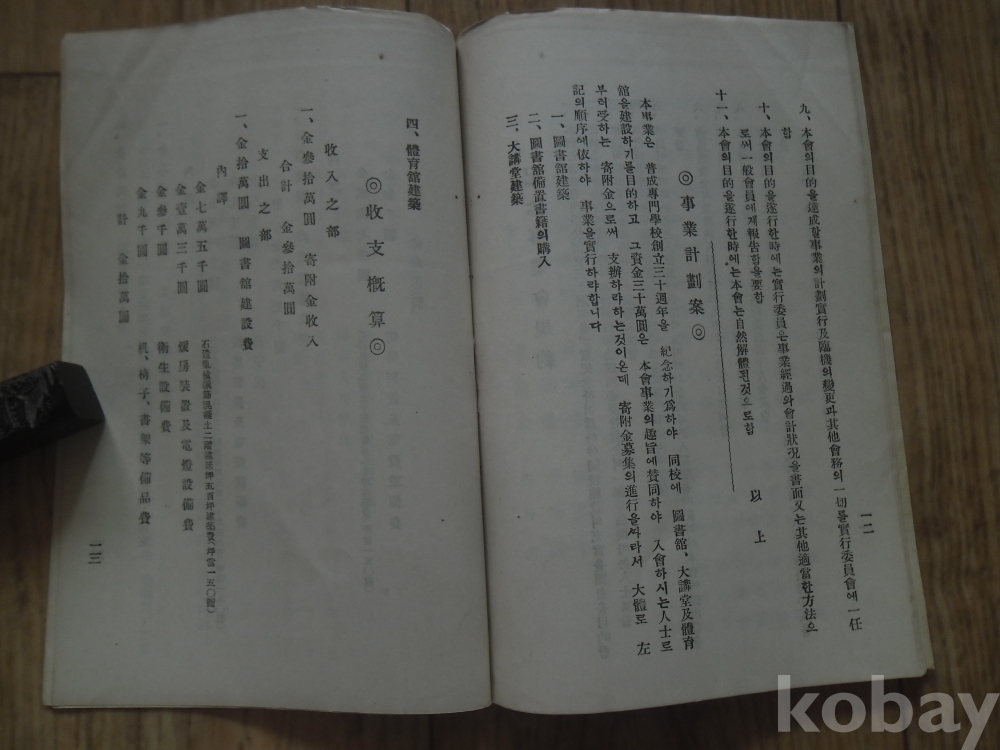 九、本會의目的을達成할事業의計劃實行及臨機의變更과其他會務의一切를實行委員會에一任
함
十、本會의目的을遂行한時에는實行委員은事業經過와會計狀況을書面又는其他適當한方法으
로써一般會員에게報告함을要함
十一、本會의目的을遂行한時에는本會는自然解體된것으로함
以上
◎事業計劃案◎
本事業은 普成專門學校創立三十週年을 紀念하기爲하야 同校에 圖書舘、大講堂及體育
舘을建設하기를目的하고 그資金三十萬圓은 本會事業의趣旨에賛同하야 入會하시는人士로
부터受하는 寄附金으로써 支辦하랴하는것이온데 寄附金募集의進行을싸타서 大體로 左
記의順序에依하야 事業을實行하랴합니다
一、圖書舘建築
二、圖書舘備置書籍의購入
三、大講堂建築
一二
四、體育舘建築
◎收支槪算◎
收入之部
一、金參拾萬圓 寄附金收入
合計 金參拾萬圓
支出之部
一、金拾萬圓 圖書舘建設費
內譯
金七萬五千圓
金壹萬三千圓 煖房裝置及電燈設備費
金參千圓 衛生設備費
金九千圓 机、椅子、書架等備品費
計 金拾萬圓
一三
kobay